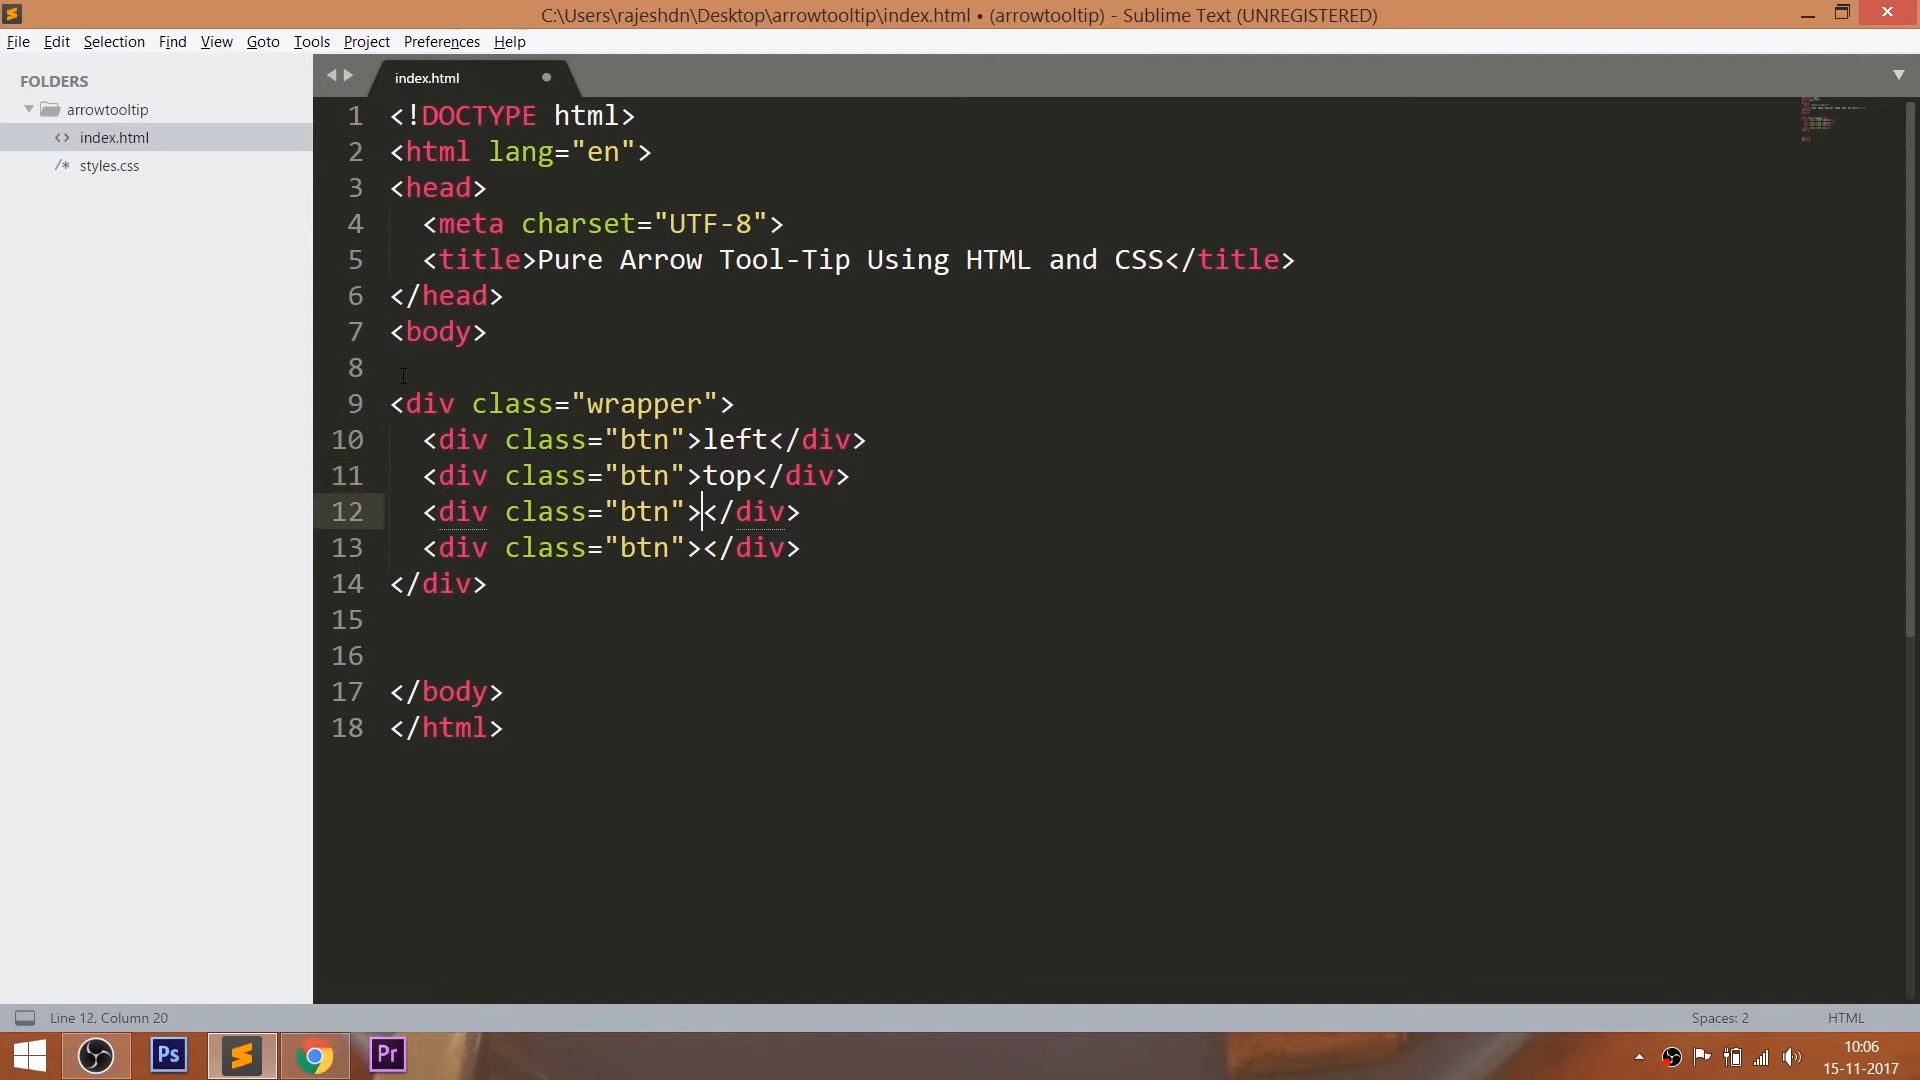 C:\Users\rajeshdn\Desktop\arrowtooltip\index.html • (arrowtooltip) - Sublime Text (UNREGISTERED)
File Edit Selection Find View Goto Tools Project Preferences Help
FOLDERS
arrowtooltip
<> index.html
/* styles.css
index.html
1 <!DOCTYPE html>
2 <html lang="en">
3 <head>
4 <meta charset="UTF-8">
5 <title>Pure Arrow Tool-Tip Using HTML and CSS</title>
6 </head>
7 <body>
8
9 <div class="wrapper">
10 <div class="btn">left</div>
11 <div class="btn">top</div>
12 <div class="btn"></div>
13 <div class="btn"></div>
14 </div>
15
16
17 </body>
18 </html>
Line 12, Column 20
Spaces: 2
HTML
Ps
Pr
10:06
15-11-2017